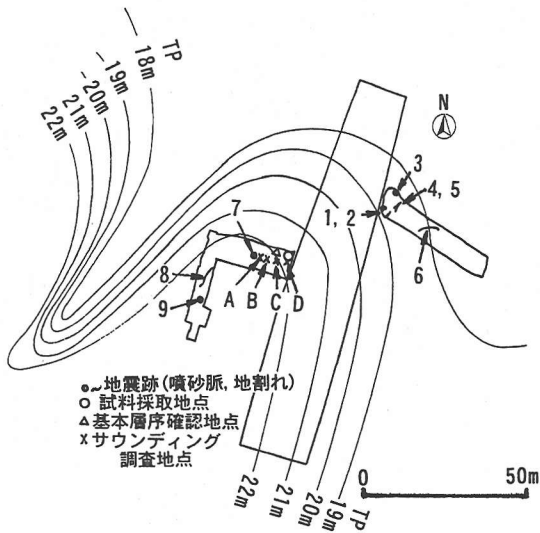 TP
18m
-19m
-20m
21m
22m
N
3
4, 5
1, 2
6
7
8
9
A
B
C
D
●~地震跡(噴砂脈, 地割れ)
○ 試料採取地点
△基本層序確認地点
xサウンディング
調査地点
22m
21m
20m
19m
TP
0
50m